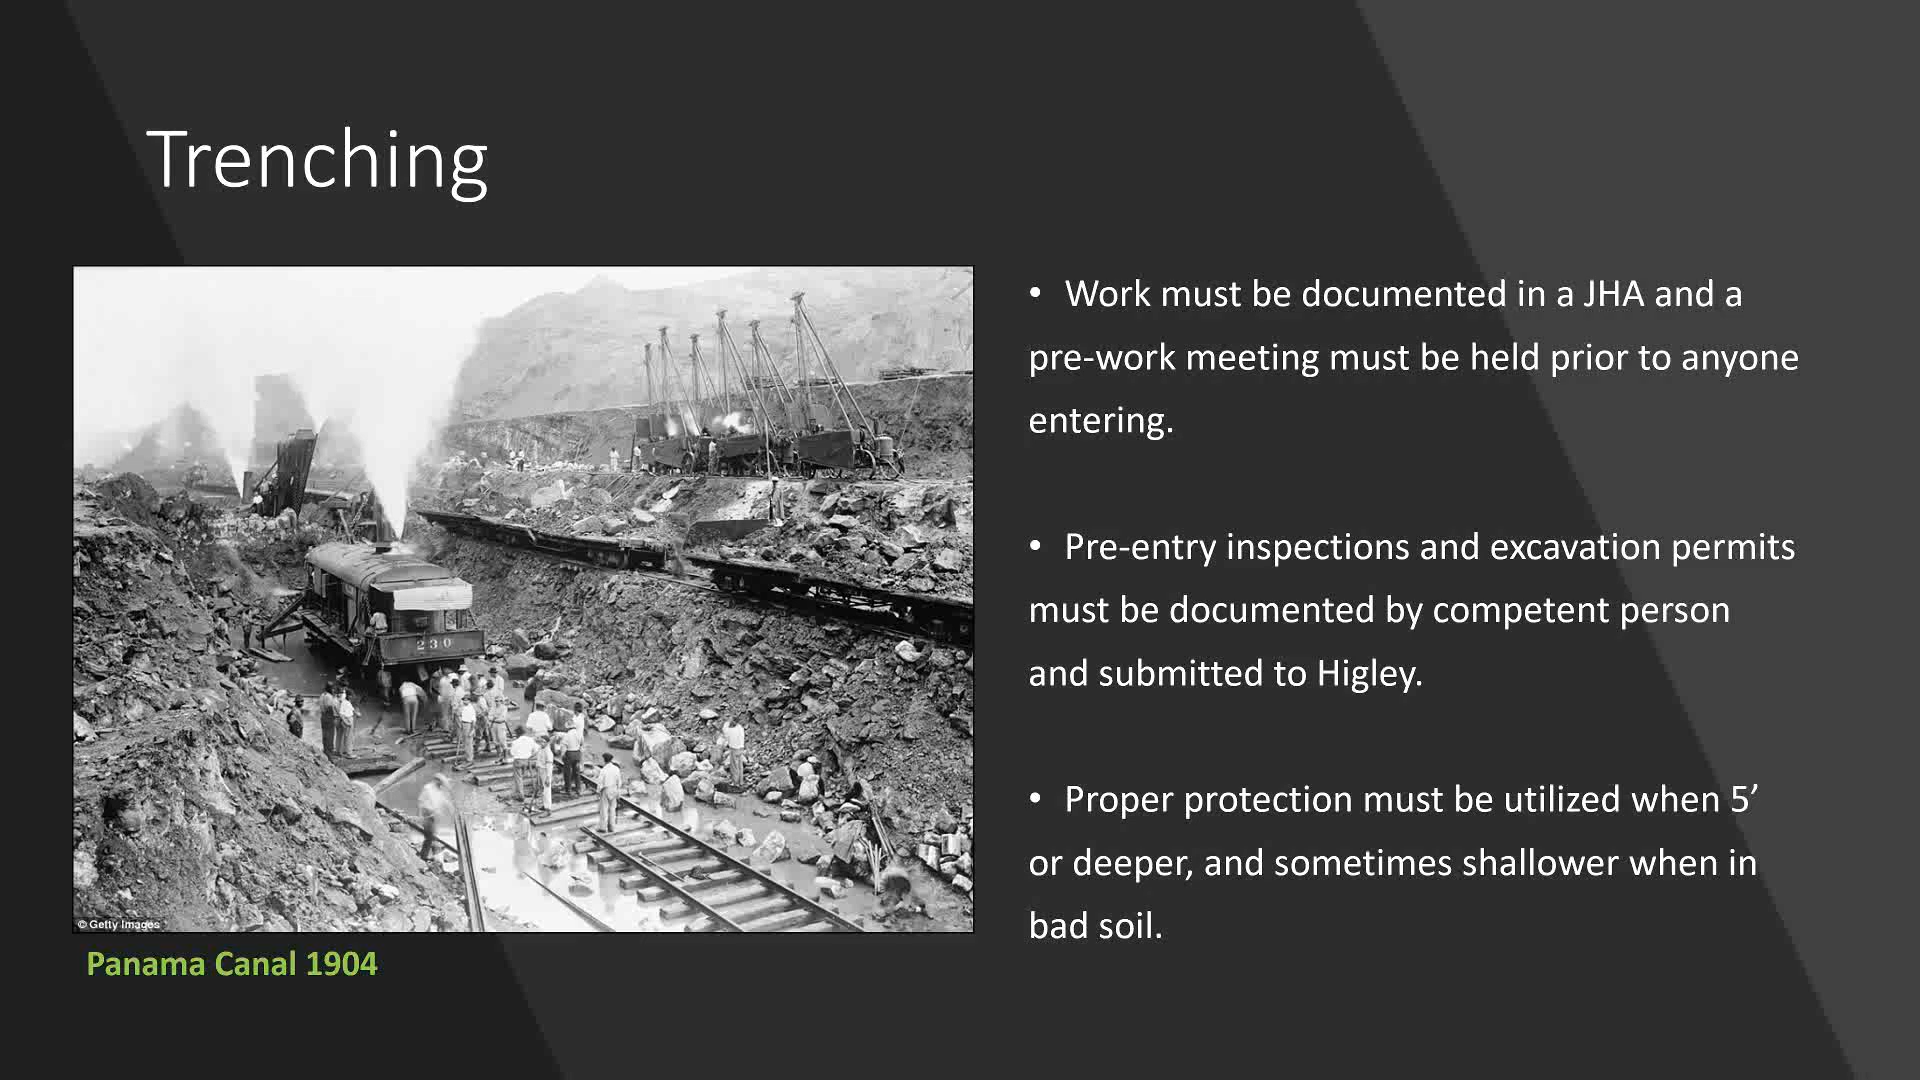 Trenching
• Work must be documented in a JHA and a
pre-work meeting must be held prior to anyone
entering.
• Pre-entry inspections and excavation permits
must be documented by competent person
and submitted to Higley.
• Proper protection must be utilized when 5’
or deeper, and sometimes shallower when in
bad soil.
230
© Getty Images
Panama Canal 1904